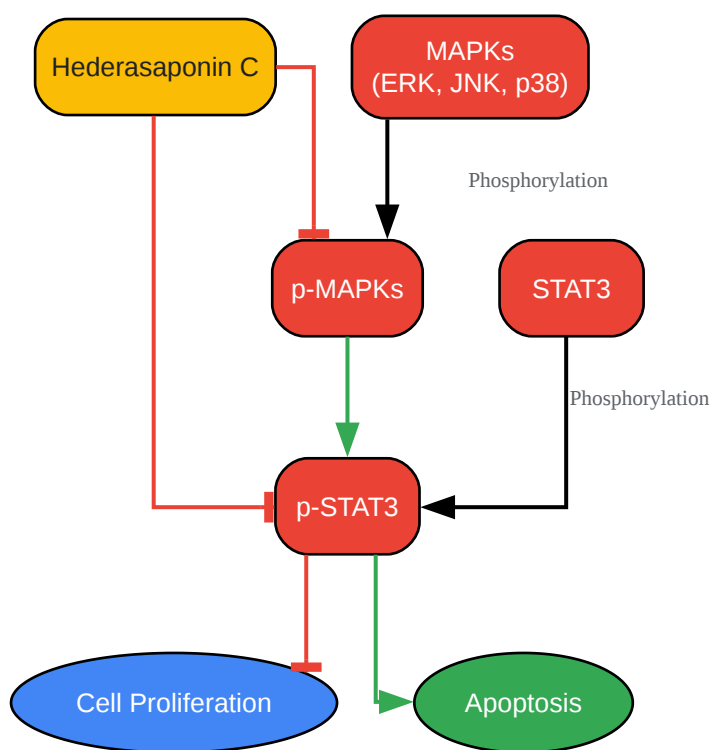 Hederasaponin C
MAPKs
(ERK, JNK, p38)
Phosphorylation
p-MAPKs
STAT3
Phosphorylation
p-STAT3
Cell Proliferation
Apoptosis